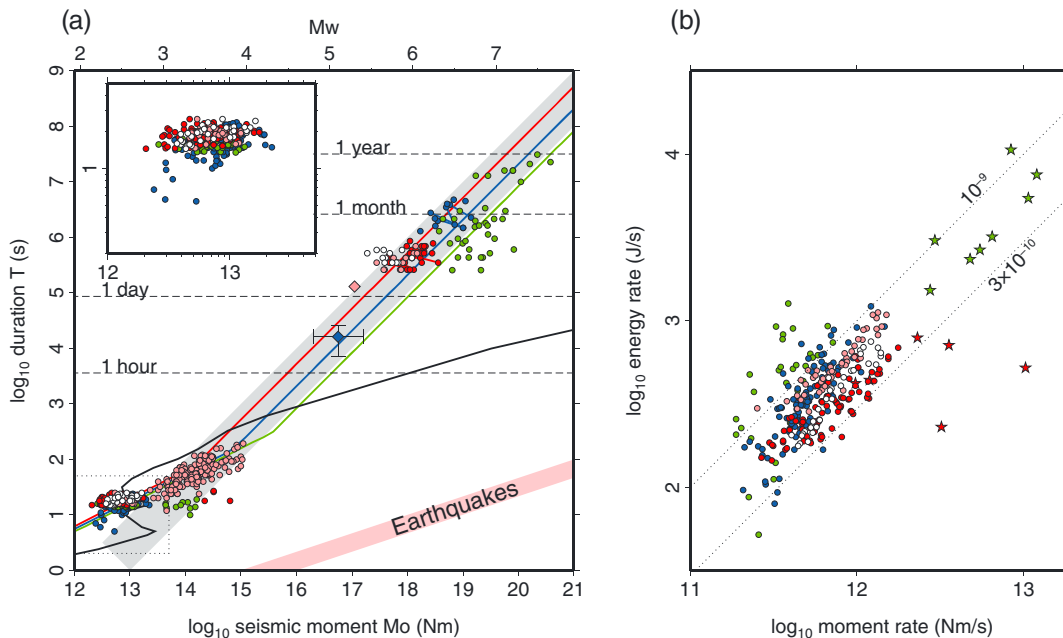 (a)
Mw
2 3 4 5 6 7
log10 duration T (s)
9
8
7
6
5
4
3
2
1
0
1
12 13
1 year
1 month
1 day
1 hour
Earthquakes
12 13 14 15 16 17 18 19 20 21
log10 seismic moment Mo (Nm)
(b)
log10 energy rate (J/s)
4
3
2
10⁻⁹
3×10⁻¹⁰
11 12 13
log10 moment rate (Nm/s)